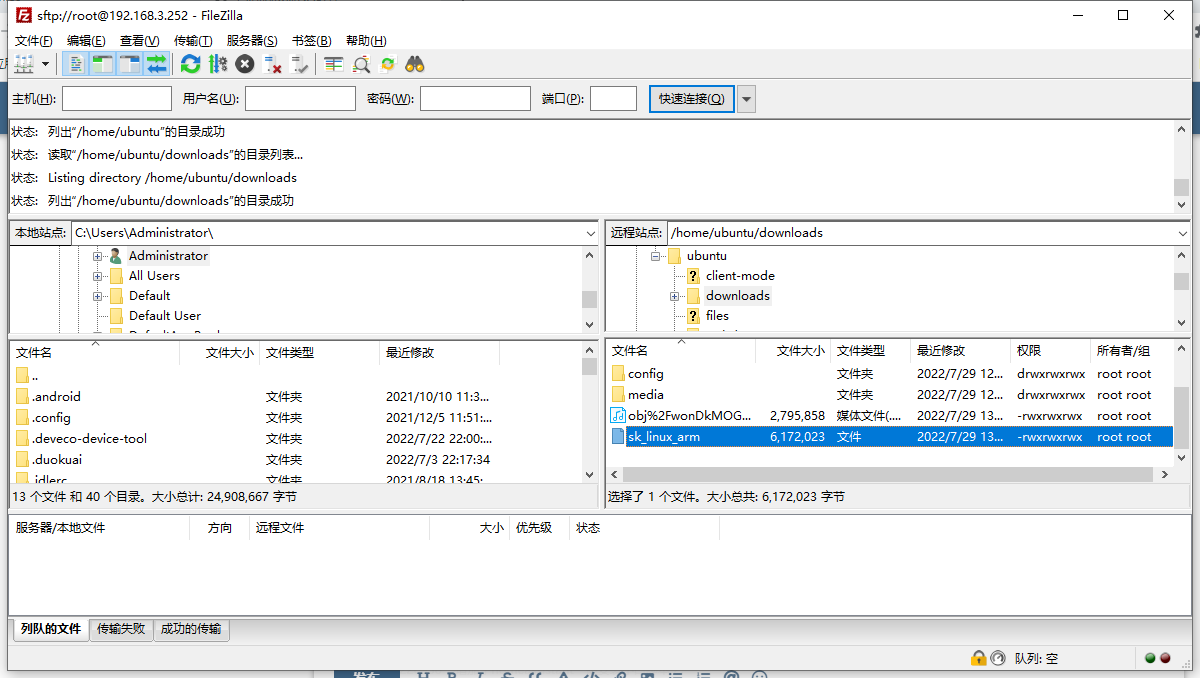 sftp://root@192.168.3.252 - FileZilla
文件(F) 编辑(E) 查看(V) 传输(T) 服务器(S) 书签(B) 帮助(H)
主机(H): 用户名(U): 密码(W): 端口(P): 快速连接(Q)
状态: 列出“/home/ubuntu”的目录成功
状态: 读取“/home/ubuntu/downloads”的目录列表...
状态: Listing directory /home/ubuntu/downloads
状态: 列出“/home/ubuntu/downloads”的目录成功
本地站点: C:\Users\Administrator\
Administrator
All Users
Default
Default User
文件名 文件大小 文件类型 最近修改
..
.android 文件夹 2021/10/10 11:3...
.config 文件夹 2021/12/5 11:51:...
.deveco-device-tool 文件夹 2022/7/22 22:00:...
.duokuai 文件夹 2022/7/3 22:17:34
.idlerc 文件夹 2021/8/18 13:45:
13 个文件 和 40 个目录。大小总计: 24,908,667 字节
远程站点: /home/ubuntu/downloads
ubuntu
client-mode
downloads
files
文件名 文件大小 文件类型 最近修改 权限 所有者/组
config 文件夹 2022/7/29 12... drwxrwxrwx root root
media 文件夹 2022/7/29 12... drwxrwxrwx root root
obj%2FwonDkMOG... 2,795,858 媒体文件(.... 2022/7/29 13... -rwxrwxrwx root root
sk_linux_arm 6,172,023 文件 2022/7/29 13... -rwxrwxrwx root root
选择了 1 个文件。大小总共: 6,172,023 字节
服务器/本地文件 方向 远程文件 大小 优先级 状态
列队的文件 传输失败 成功的传输
队列: 空
发布